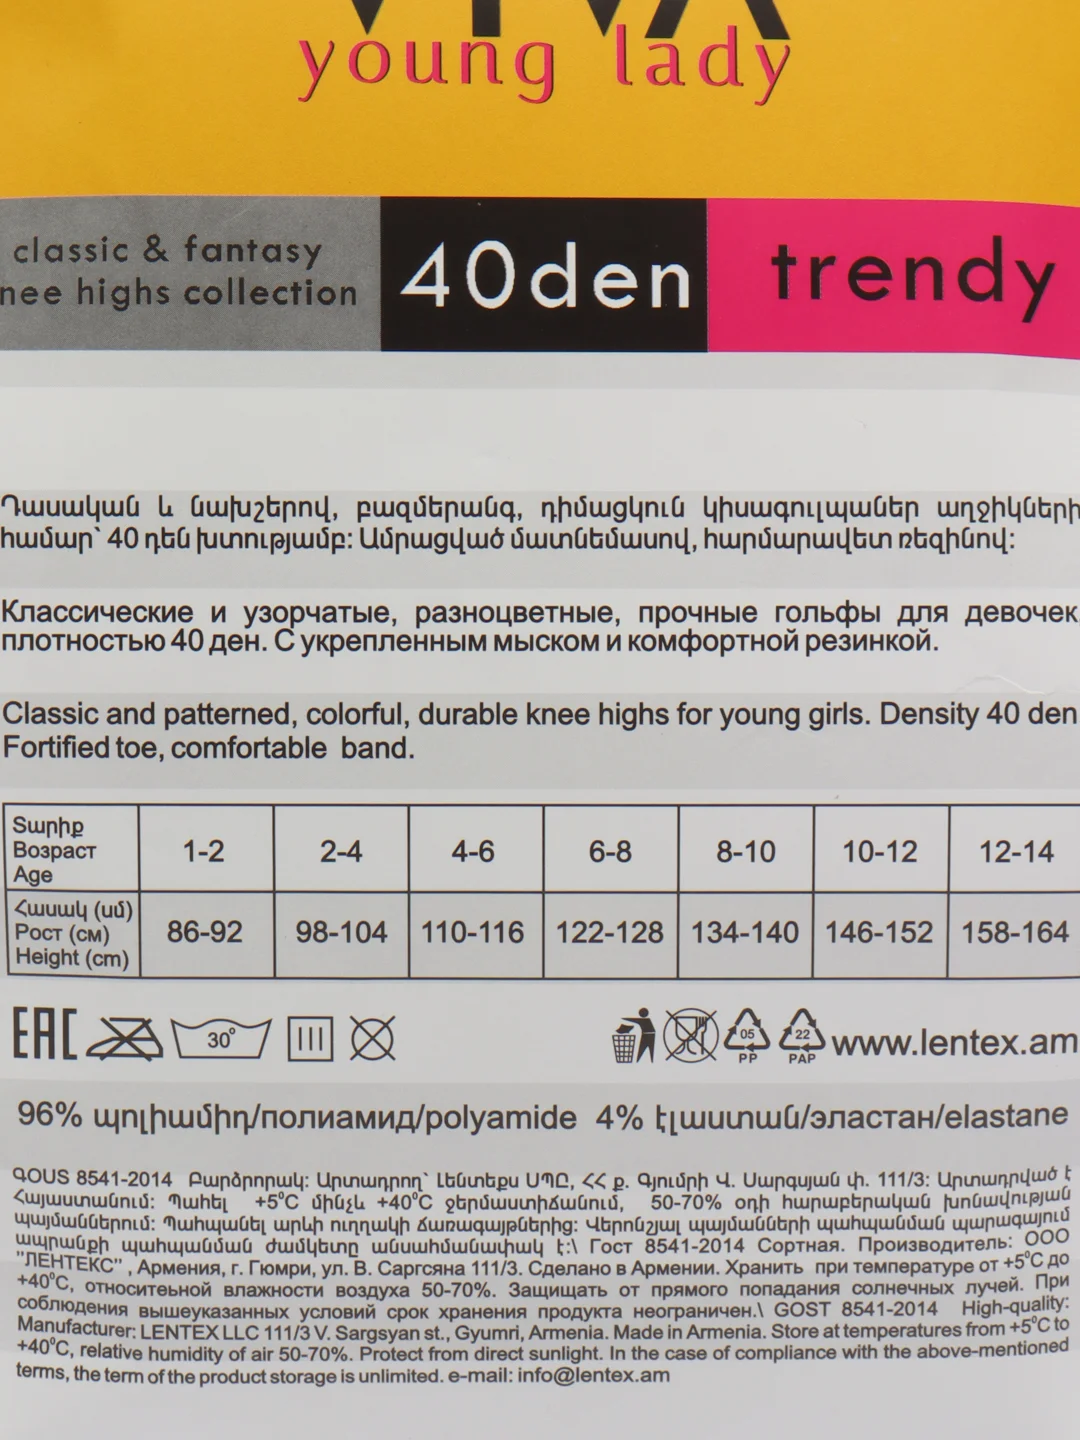 VIVA
young lady
classic & fantasy
nee highs collection
40den
trendy
Դասական և նախշերով, բազմերանգ, դիմացկուն կիսագուլպաներ աղջիկների
համար՝ 40 դեն խտությամբ: Ամրացված մատնեմասով, հարմարավետ ռեզինով:
Классические и узорчатые, разноцветные, прочные гольфы для девочек,
плотностью 40 ден. С укрепленным мыском и комфортной резинкой.
Classic and patterned, colorful, durable knee highs for young girls. Density 40 den
Fortified toe, comfortable band.
Տարիք
Возраст
Age
1-2 2-4 4-6 6-8 8-10 10-12 12-14
Հասակ (սմ)
Рост (см)
Height (cm)
86-92 98-104 110-116 122-128 134-140 146-152 158-164
EAC 30° 05 PP 22 PAP www.lentex.am
96% պոլիամիդ/полиамид/polyamide 4% էլաստան/эластан/elastane
ԳՕՍՏ 8541-2014 Բարձրորակ: Արտադրող՝ Լենտեքս ՍՊԸ, ՀՀ ք. Գյումրի Վ. Սարգսյան փ. 111/3: Արտադրված է
Հայաստանում: Պահել +5°C մինչև +40°C ջերմաստիճանում, 50-70% օդի հարաբերական խոնավության
պայմաններում: Պահպանել արևի ուղղակի ճառագայթներից: Վերոնշյալ պայմանների պահպանման պարագայում
ապրանքի պահպանման ժամկետը անսահմանափակ է:\ Гост 8541-2014 Сортная. Производитель: ООО
"ЛЕНТЕКС" , Армения, г. Гюмри, ул. В. Саргсяна 111/3. Сделано в Армении. Хранить при температуре от +5°C до
+40°C, относитеьной влажности воздуха 50-70%. Защищать от прямого попадания солнечных лучей. При
соблюдения вышеуказанных условий срок хранения продукта неограничен.\ GOST 8541-2014 High-quality:
Manufacturer: LENTEX LLC 111/3 V. Sargsyan st., Gyumri, Armenia. Made in Armenia. Store at temperatures from +5°C to
+40°C, relative humidity of air 50-70%. Protect from direct sunlight. In the case of compliance with the above-mentioned
terms, the term of the product storage is unlimited. e-mail: info@lentex.am